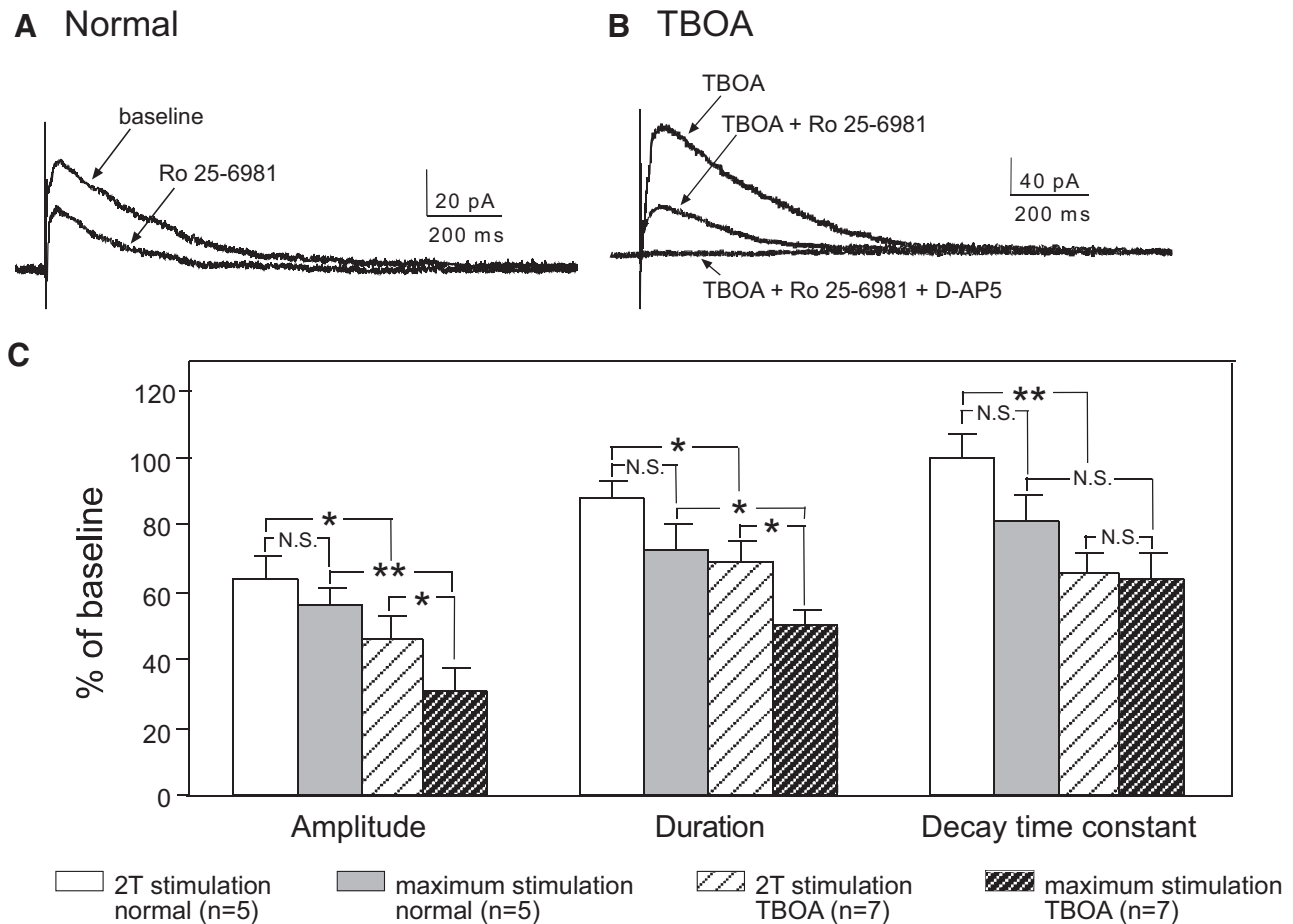 A Normal
baseline
Ro 25-6981
20 pA
200 ms
B TBOA
TBOA
TBOA + Ro 25-6981
40 pA
200 ms
TBOA + Ro 25-6981 + D-AP5
C
% of baseline
120
100
80
60
40
20
0
*
N.S.
**
*
*
N.S.
*
*
**
N.S.
N.S.
N.S.
Amplitude
Duration
Decay time constant
2T stimulation
normal (n=5)
maximum stimulation
normal (n=5)
2T stimulation
TBOA (n=7)
maximum stimulation
TBOA (n=7)